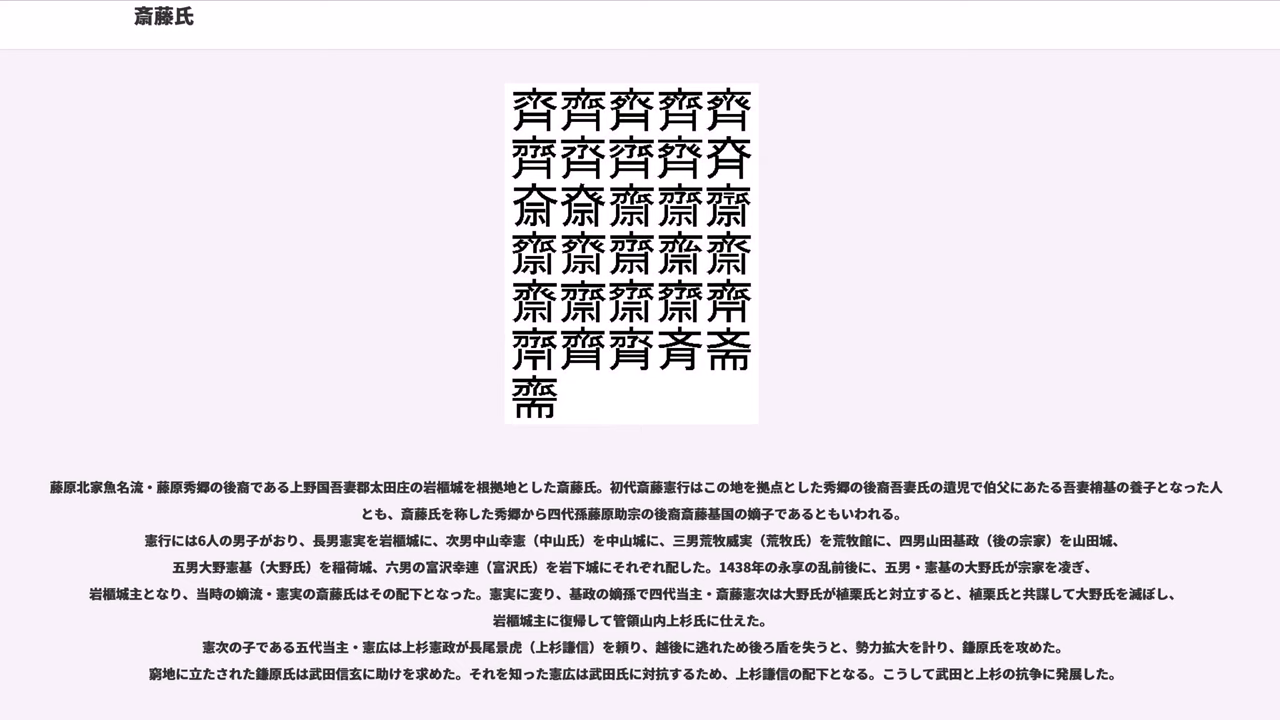 斎藤氏
齊齊齊齊齊
齊齊齊齊
齋齋齋
齋齋齋齋齋
齋齋齋齋
齊斉斎
藤原北家魚名流・藤原秀郷の後裔である上野国吾妻郡太田庄の岩櫃城を根拠地とした斎藤氏。初代斎藤憲行はこの地を拠点とした秀郷の後裔吾妻氏の遺児で伯父にあたる吾妻楕基の養子となった人
とも、斎藤氏を称した秀郷から四代孫藤原助宗の後裔斎藤基国の嫡子であるともいわれる。
憲行には6人の男子がおり、長男憲実を岩櫃城に、次男中山幸憲（中山氏）を中山城に、三男荒牧威実（荒牧氏）を荒牧館に、四男山田基政（後の宗家）を山田城、
五男大野憲基（大野氏）を稲荷城、六男の富沢幸連（富沢氏）を岩下城にそれぞれ配した。1438年の永享の乱前後に、五男・憲基の大野氏が宗家を凌ぎ、
岩櫃城主となり、当時の嫡流・憲実の斎藤氏はその配下となった。憲実に変り、基政の嫡孫で四代当主・斎藤憲次は大野氏が植栗氏と対立すると、植栗氏と共謀して大野氏を滅ぼし、
岩櫃城主に復帰して管領山内上杉氏に仕えた。
憲次の子である五代当主・憲広は上杉憲政が長尾景虎（上杉謙信）を頼り、越後に逃れため後ろ盾を失うと、勢力拡大を計り、鎌原氏を攻めた。
窮地に立たされた鎌原氏は武田信玄に助けを求めた。それを知った憲広は武田氏に対抗するため、上杉謙信の配下となる。こうして武田と上杉の抗争に発展した。